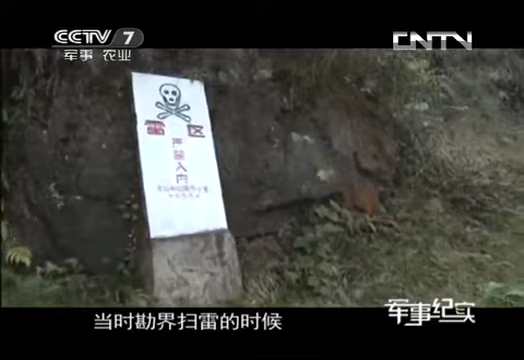 CCTV 7
军事 农业
CNTV
雷区
严禁入内
当时勘界扫雷的时候
军事纪实